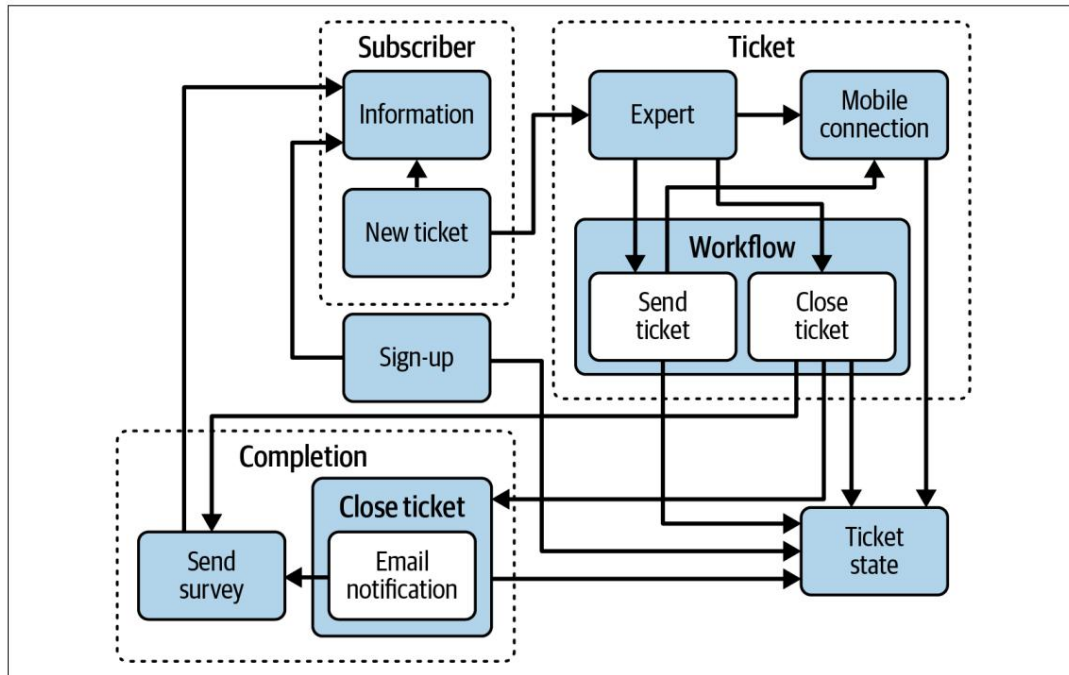 Subscriber
Information
New ticket
Sign-up
Ticket
Expert
Mobile
connection
Workflow
Send
ticket
Close
ticket
Completion
Close ticket
Email
notification
Send
survey
Ticket
state